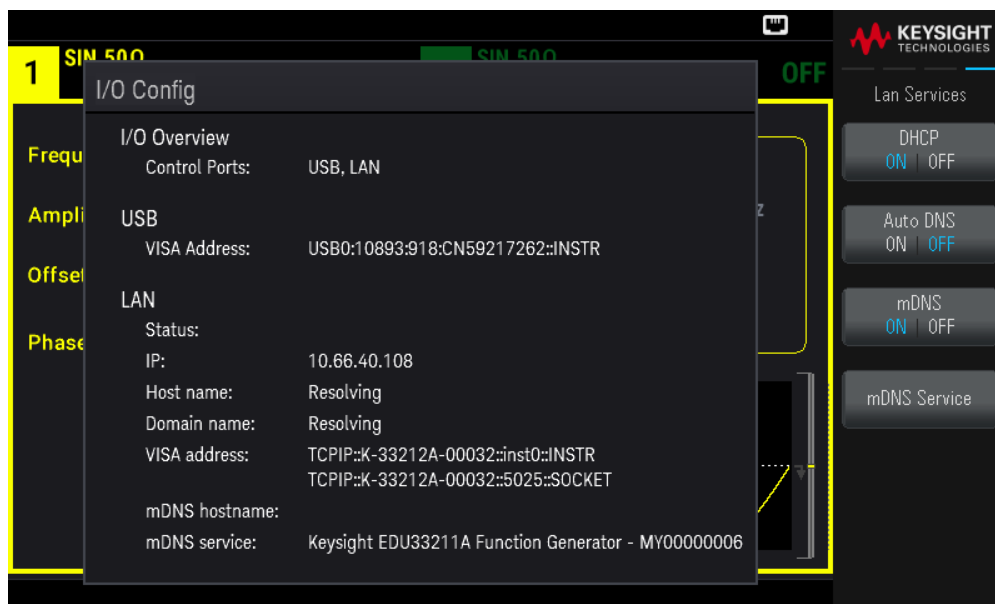 KEYSIGHT
TECHNOLOGIES
1 SIN 50Ω SIN 50Ω OFF
I/O Config
Lan Services
I/O Overview
Control Ports: USB, LAN
USB
VISA Address: USB0:10893:918:CN59217262::INSTR
LAN
Status:
IP: 10.66.40.108
Host name: Resolving
Domain name: Resolving
VISA address: TCPIP::K-33212A-00032::inst0::INSTR
TCPIP::K-33212A-00032::5025::SOCKET
mDNS hostname:
mDNS service: Keysight EDU33211A Function Generator - MY00000006
Frequ
Ampli
z
Offset
Phase
DHCP
ON | OFF
Auto DNS
ON | OFF
mDNS
ON | OFF
mDNS Service